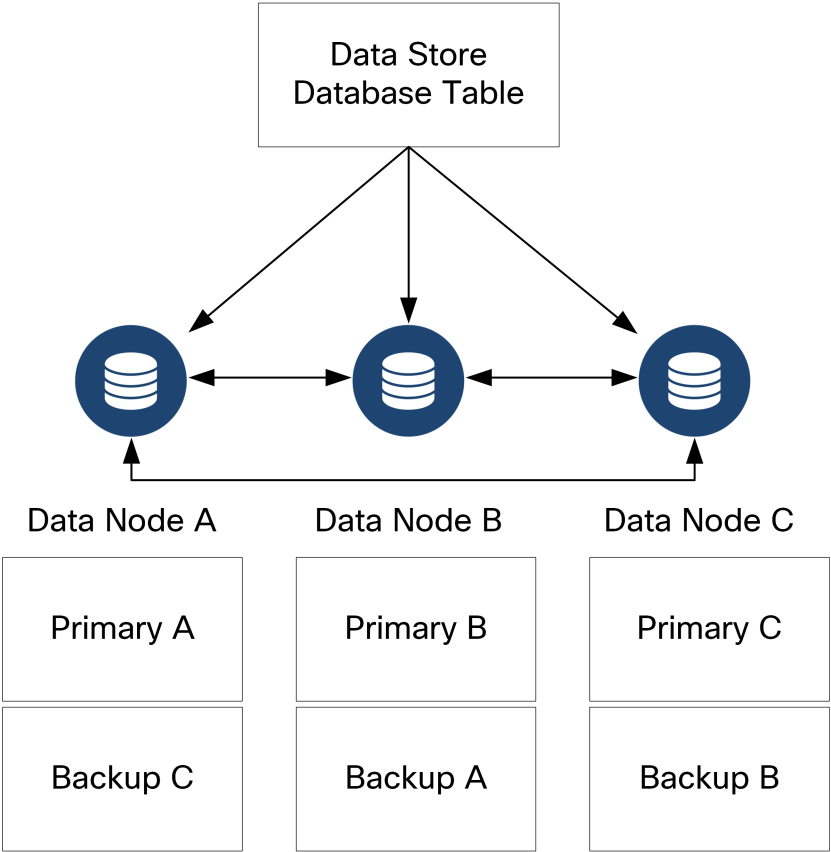 Data Store
Database Table
Data Node A
Data Node B
Data Node C
Primary A
Primary B
Primary C
Backup C
Backup A
Backup B